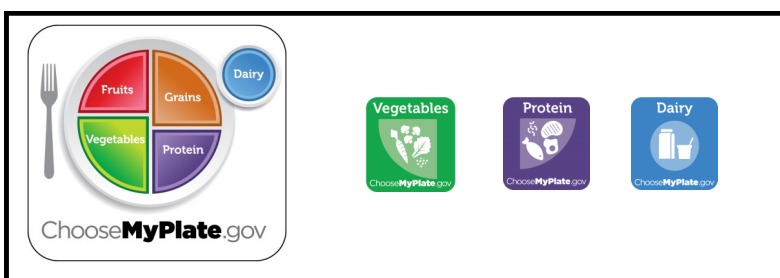 Fruits
Grains
Dairy
Vegetables
Protein
ChooseMyPlate.gov
Vegetables
ChooseMyPlate.gov
Protein
ChooseMyPlate.gov
Dairy
ChooseMyPlate.gov